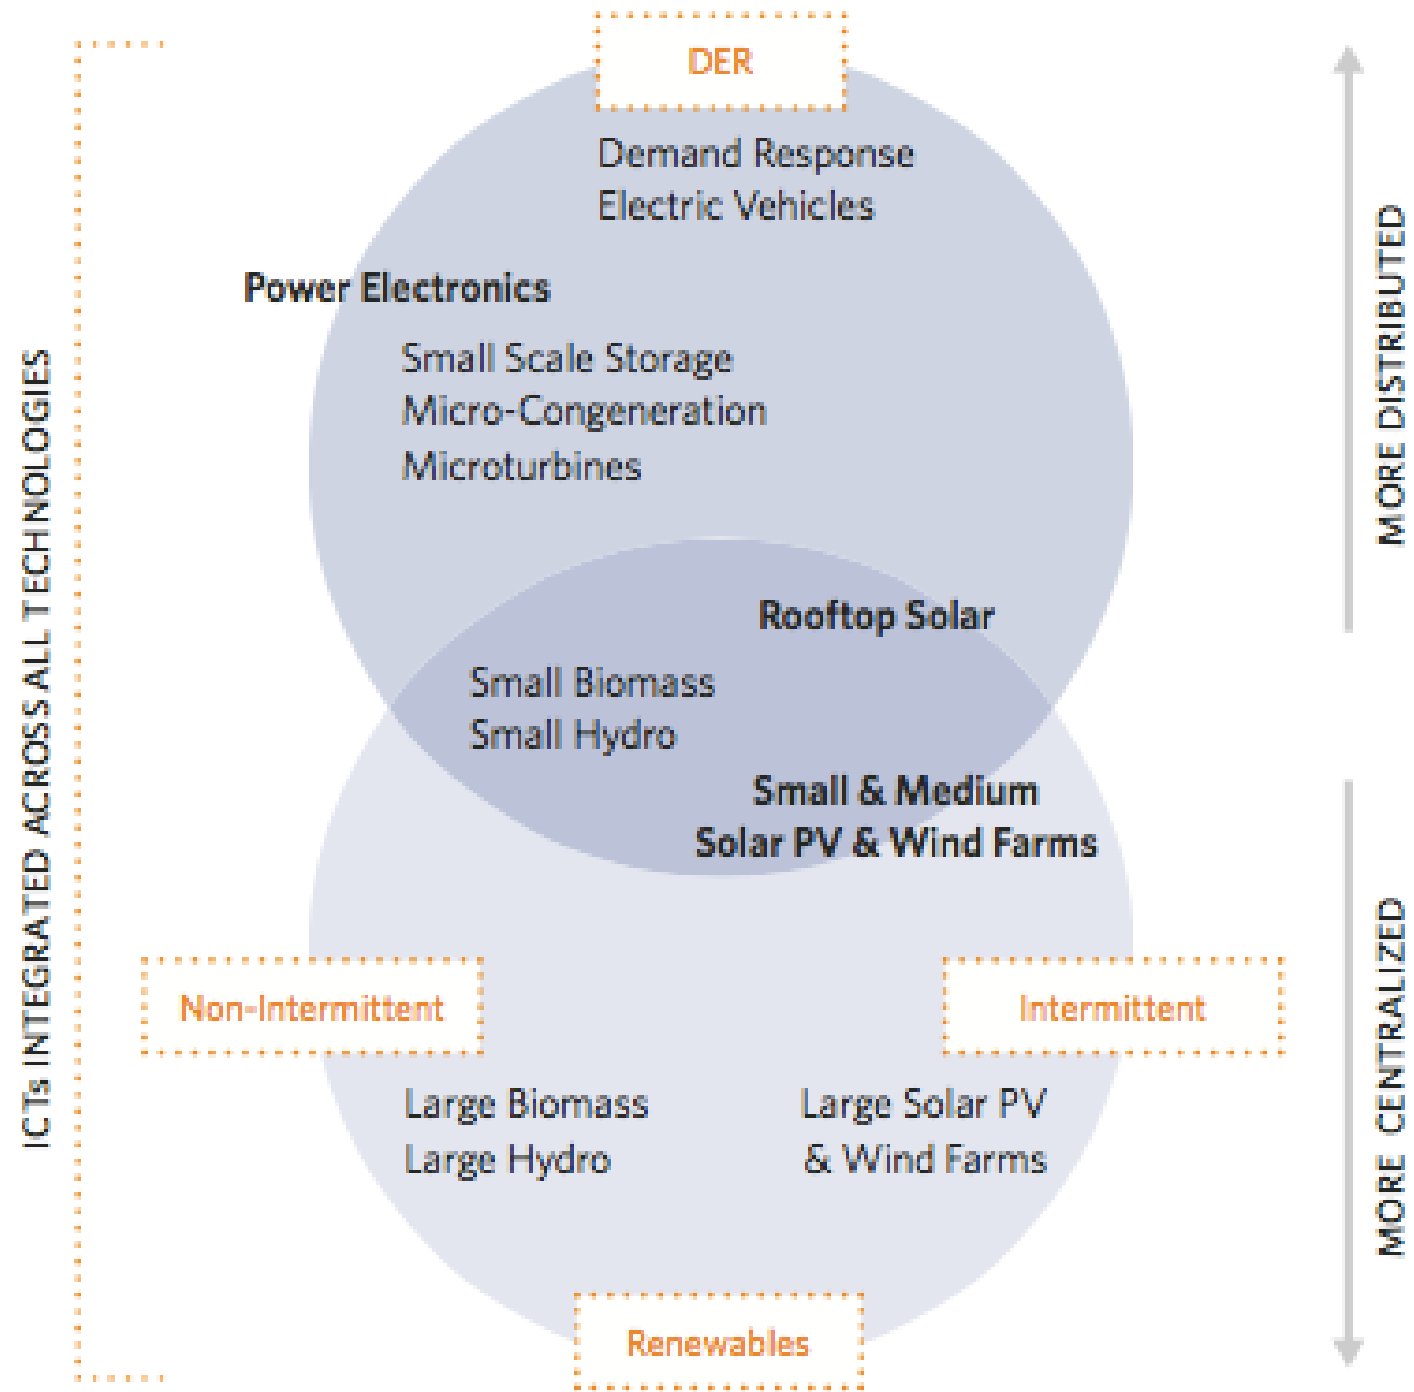 DER
Demand Response
Electric Vehicles
Power Electronics
Small Scale Storage
Micro-Congeneration
Microturbines
Rooftop Solar
Small Biomass
Small Hydro
Small & Medium
Solar PV & Wind Farms
Non-Intermittent
Intermittent
Large Biomass
Large Hydro
Large Solar PV
& Wind Farms
Renewables
ICTs INTEGRATED ACROSS ALL TECHNOLOGIES
MORE DISTRIBUTED
MORE CENTRALIZED